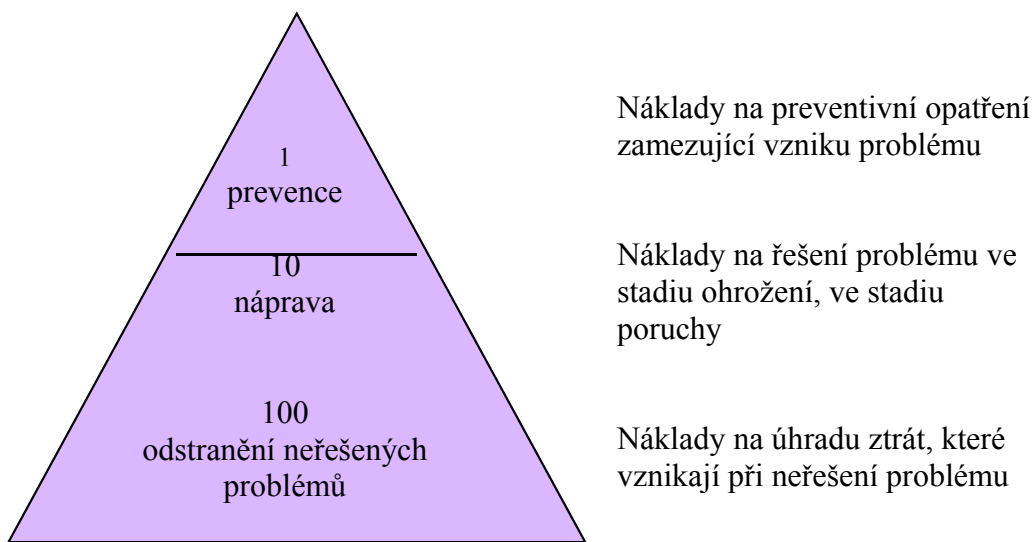 1
prevence
Náklady na preventivní opatření
zamezující vzniku problému
10
náprava
Náklady na řešení problému ve
stadiu ohrožení, ve stadiu
poruchy
100
odstranění neřešených
problémů
Náklady na úhradu ztrát, které
vznikají při neřešení problému